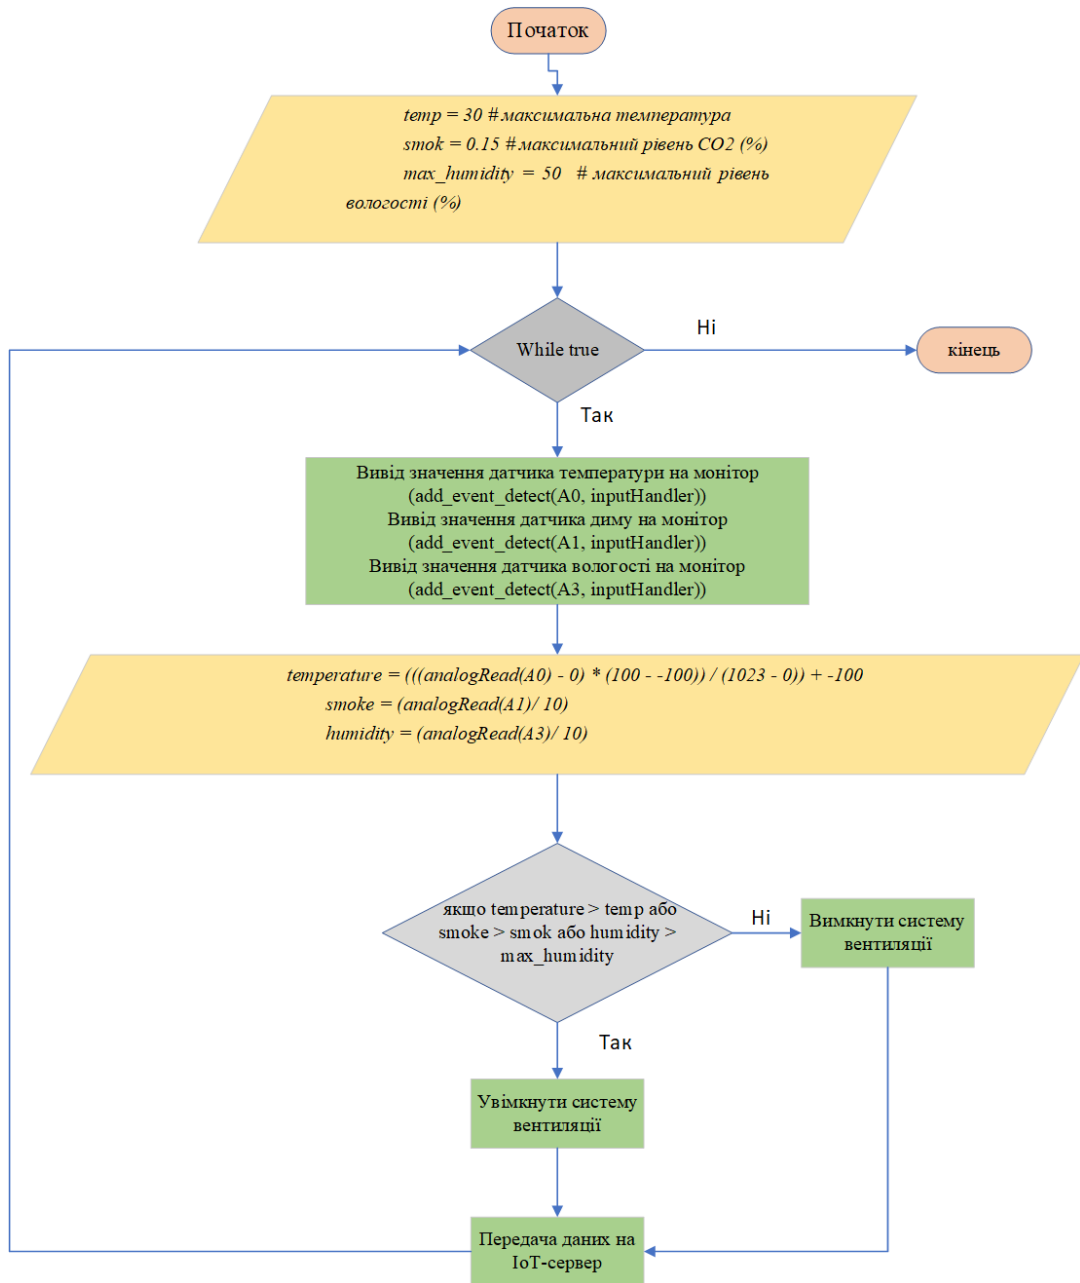 Початок
temp = 30 # максимальна температура
smok = 0.15 # максимальний рівень CO2 (%)
max_humidity = 50 # максимальний рівень
вологості (%)
While true
Ні
кінець
Так
Вивід значення датчика температури на монітор
(add_event_detect(A0, inputHandler))
Вивід значення датчика диму на монітор
(add_event_detect(A1, inputHandler))
Вивід значення датчика вологості на монітор
(add_event_detect(A3, inputHandler))
temperature = (((analogRead(A0) - 0) * (100 - -100)) / (1023 - 0)) + -100
smoke = (analogRead(A1)/ 10)
humidity = (analogRead(A3)/ 10)
якщо temperature > temp або
smoke > smok або humidity >
max_humidity
Ні
Вимкнути систему
вентиляції
Так
Увімкнути систему
вентиляції
Передача даних на
IoT-сервер